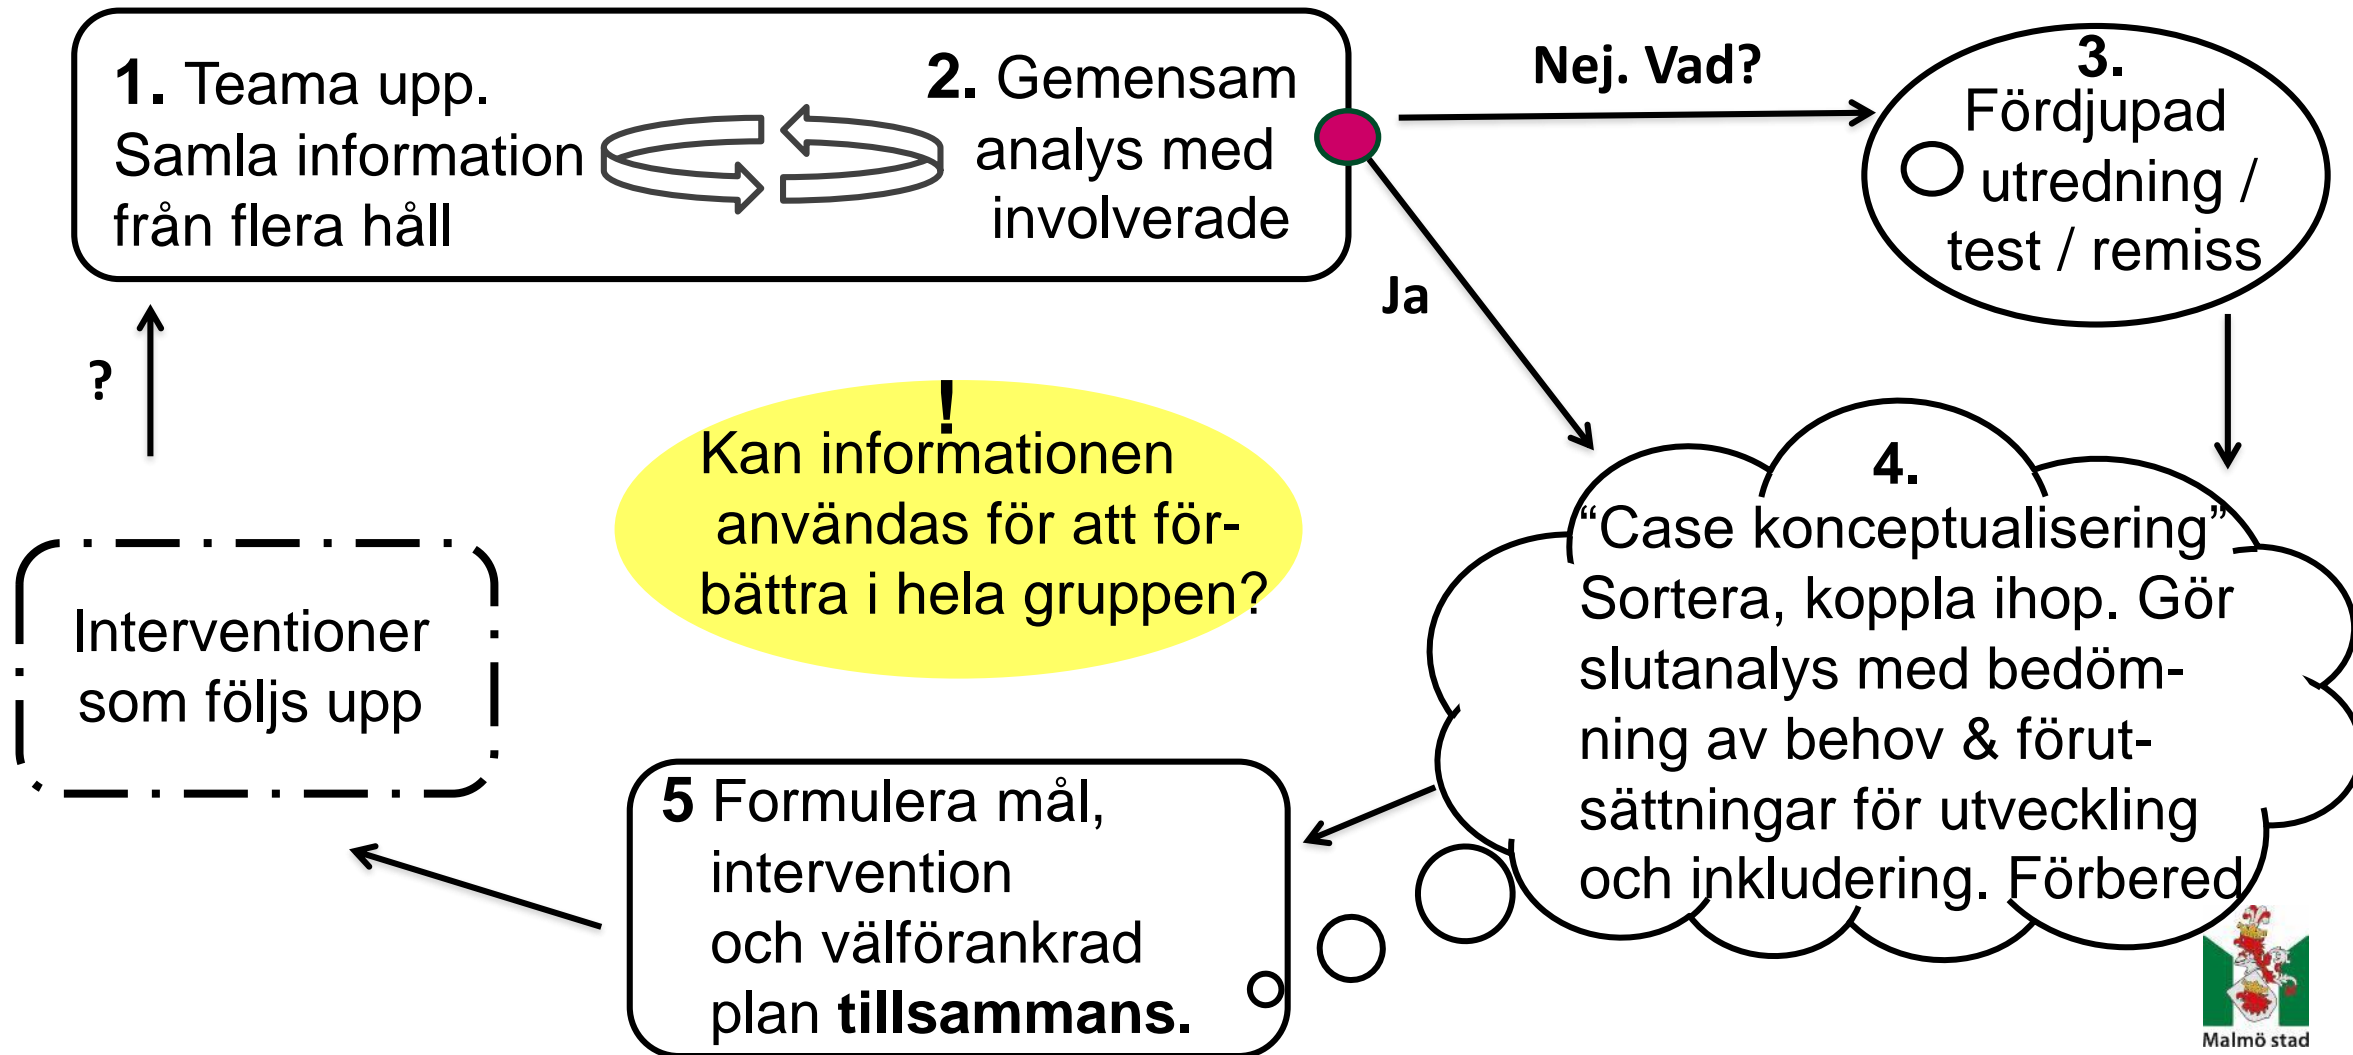 1. Teama upp.
Samla information
från flera håll
2. Gemensam
analys med
involverade
Nej. Vad?
3.
Fördjupad
utredning /
test / remiss
Ja
?
!
Kan informationen
användas för att för-
bättra i hela gruppen?
4.
“Case konceptualisering”
Sortera, koppla ihop. Gör
slutanalys med bedöm-
ning av behov & förut-
sättningar för utveckling
och inkludering. Förbered
Interventioner
som följs upp
5 Formulera mål,
intervention
och välförankrad
plan tillsammans.
Malmö stad